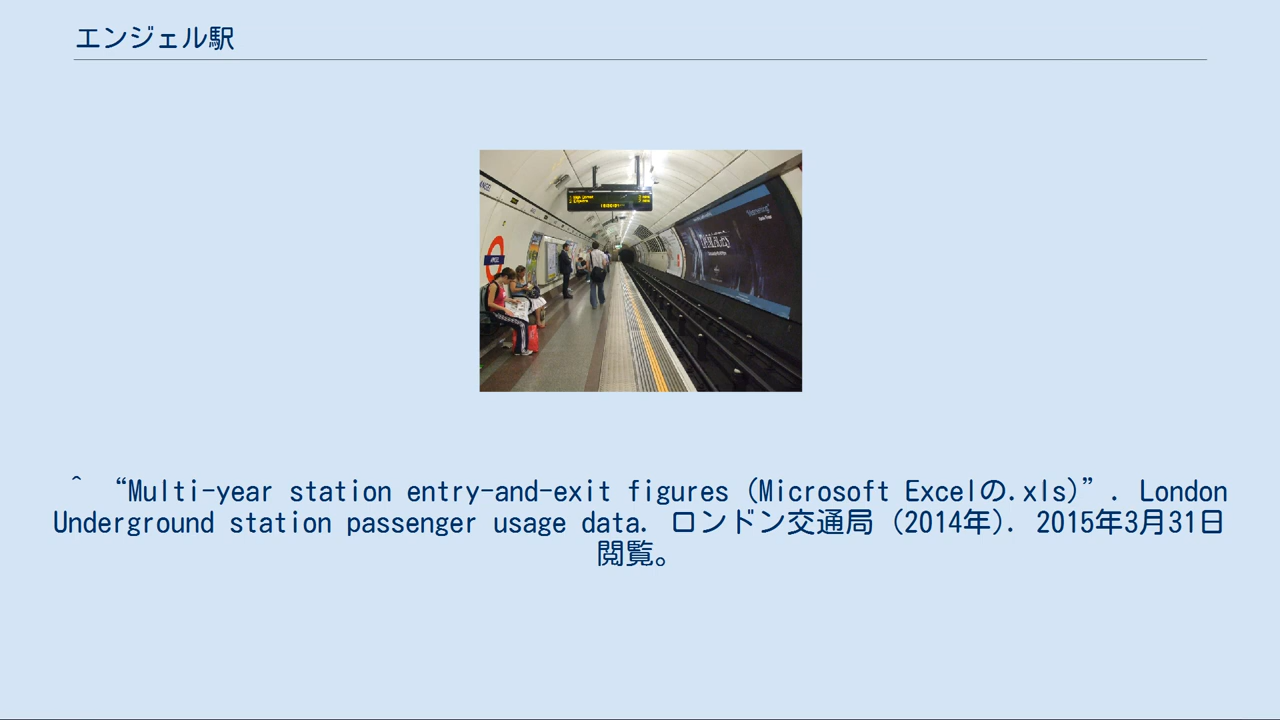 エンジェル駅
ANGEL
ANGEL
^ “Multi-year station entry-and-exit figures (Microsoft Excelの.xls)”. London
Underground station passenger usage data. ロンドン交通局 (2014年). 2015年3月31日
閲覧。